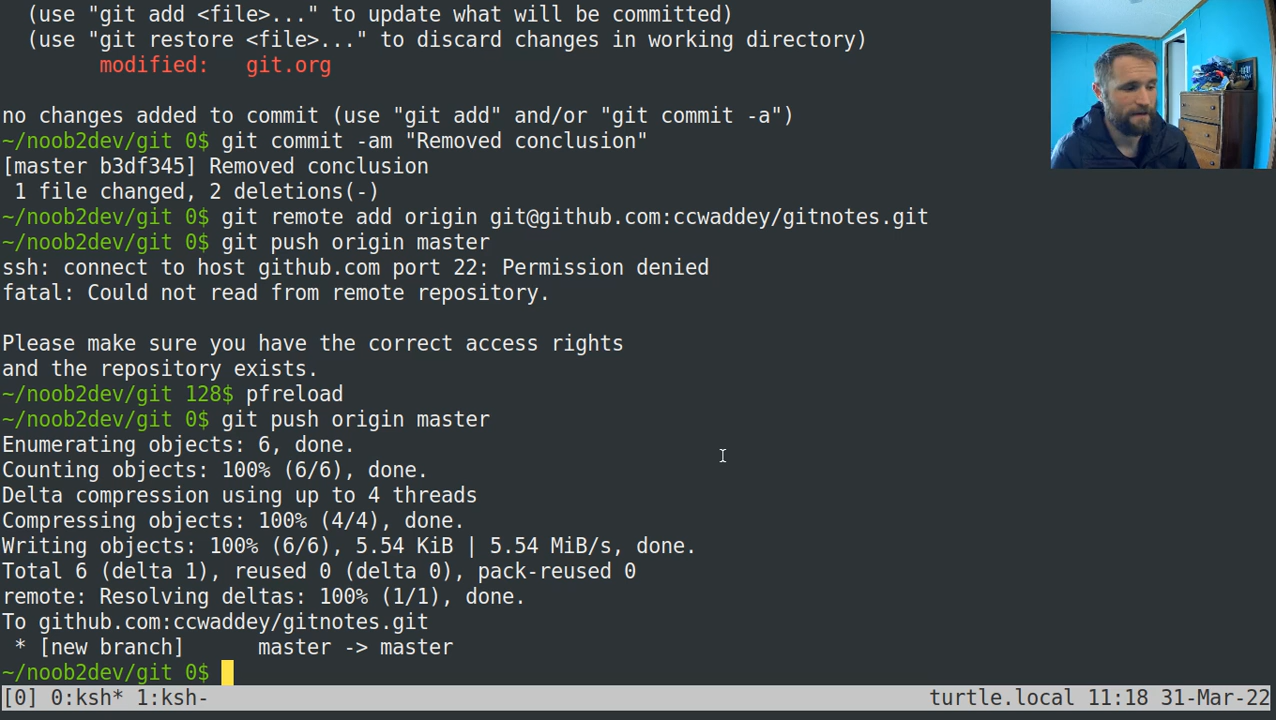 (use "git add <file>..." to update what will be committed)
(use "git restore <file>..." to discard changes in working directory)
modified: git.org
no changes added to commit (use "git add" and/or "git commit -a")
~/noob2dev/git 0$ git commit -am "Removed conclusion"
[master b3df345] Removed conclusion
1 file changed, 2 deletions(-)
~/noob2dev/git 0$ git remote add origin git@github.com:ccwaddey/gitnotes.git
~/noob2dev/git 0$ git push origin master
ssh: connect to host github.com port 22: Permission denied
fatal: Could not read from remote repository.
Please make sure you have the correct access rights
and the repository exists.
~/noob2dev/git 128$ pfreload
~/noob2dev/git 0$ git push origin master
Enumerating objects: 6, done.
Counting objects: 100% (6/6), done.
Delta compression using up to 4 threads
Compressing objects: 100% (4/4), done.
Writing objects: 100% (6/6), 5.54 KiB | 5.54 MiB/s, done.
Total 6 (delta 1), reused 0 (delta 0), pack-reused 0
remote: Resolving deltas: 100% (1/1), done.
To github.com:ccwaddey/gitnotes.git
* [new branch] master -> master
~/noob2dev/git 0$
[0] 0:ksh* 1:ksh- turtle.local 11:18 31-Mar-22